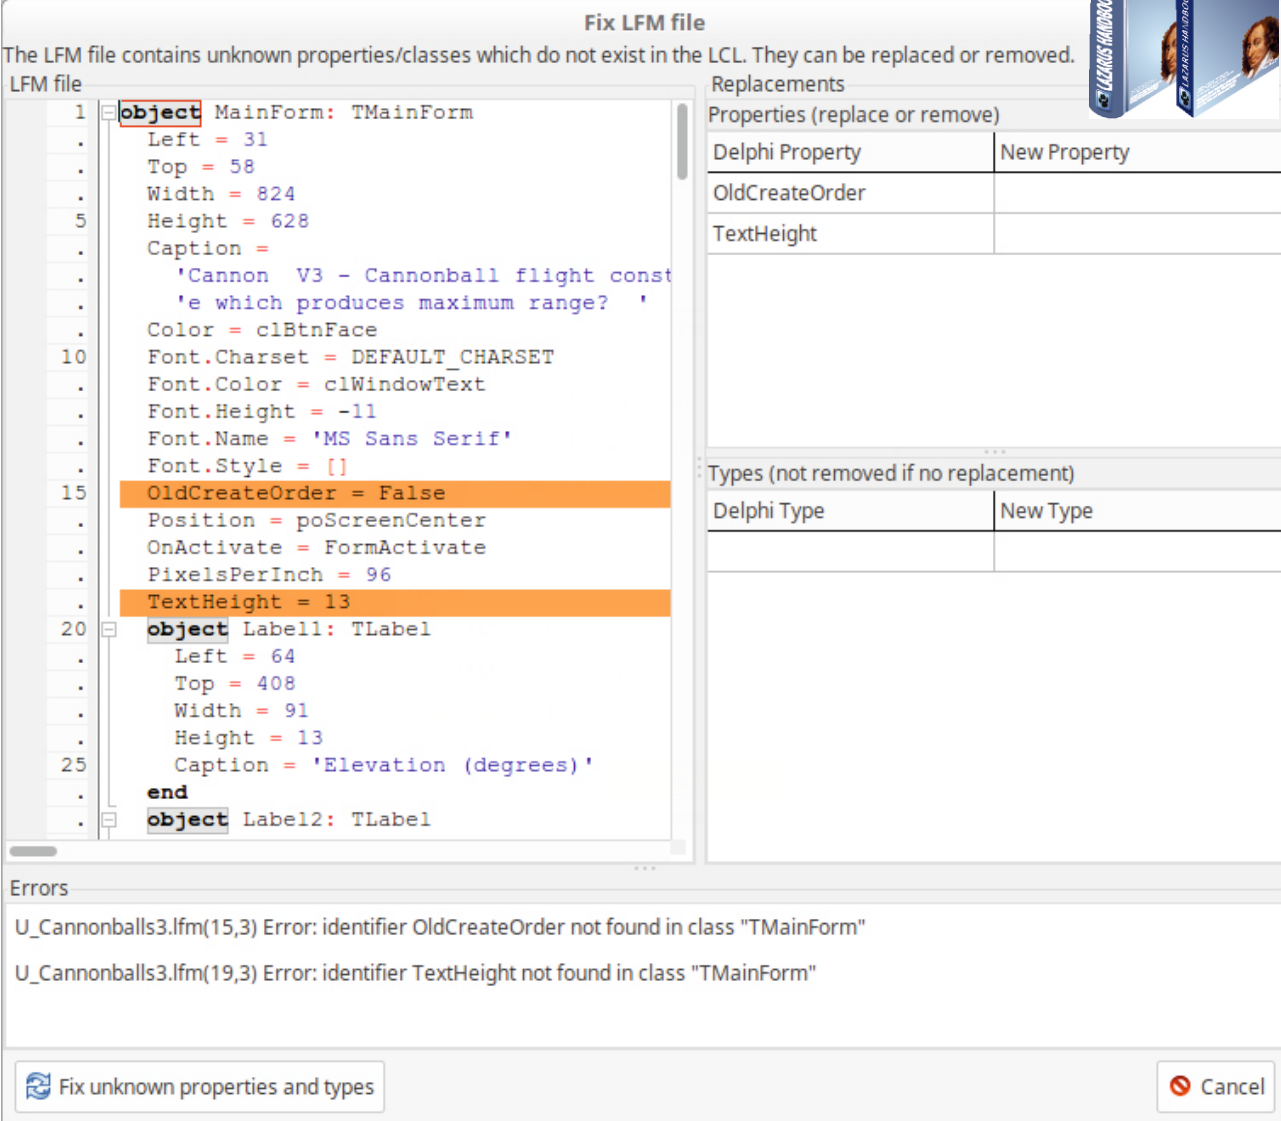 Fix LFM file
LAZARUS HANDBOOK
LAZARUS HANDBOOK
The LFM file contains unknown properties/classes which do not exist in the LCL. They can be replaced or removed.
LFM file
1 object MainForm: TMainForm
. Left = 31
. Top = 58
. Width = 824
5 Height = 628
. Caption =
. 'Cannon  V3 - Cannonball flight const
. 'e which produces maximum range?  '
. Color = clBtnFace
10 Font.Charset = DEFAULT_CHARSET
. Font.Color = clWindowText
. Font.Height = -11
. Font.Name = 'MS Sans Serif'
. Font.Style = []
15 OldCreateOrder = False
. Position = poScreenCenter
. OnActivate = FormActivate
. PixelsPerInch = 96
. TextHeight = 13
20 object Label1: TLabel
. Left = 64
. Top = 408
. Width = 91
. Height = 13
25 Caption = 'Elevation (degrees)'
. end
. object Label2: TLabel
Replacements
Properties (replace or remove)
Delphi Property New Property
OldCreateOrder
TextHeight
Types (not removed if no replacement)
Delphi Type New Type
Errors
U_Cannonballs3.lfm(15,3) Error: identifier OldCreateOrder not found in class "TMainForm"
U_Cannonballs3.lfm(19,3) Error: identifier TextHeight not found in class "TMainForm"
Fix unknown properties and types
Cancel